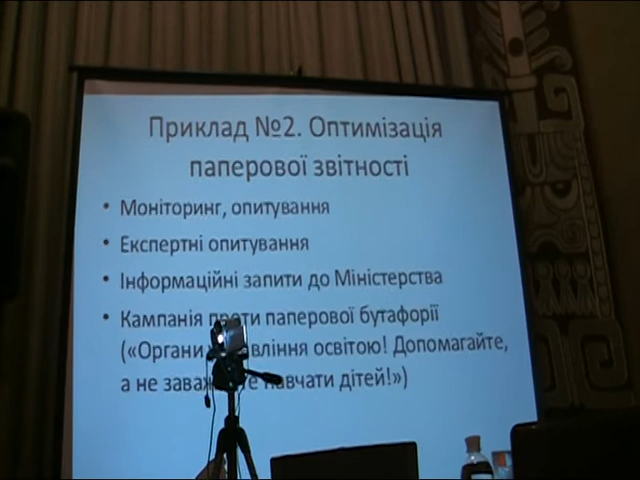 Приклад №2. Оптимізація
паперової звітності
• Моніторинг, опитування
• Експертні опитування
• Інформаційні запити до Міністерства
• Кампанія проти паперової бутафорії
(«Органи освітою! Допомагайте,
а не навчати дітей!»)